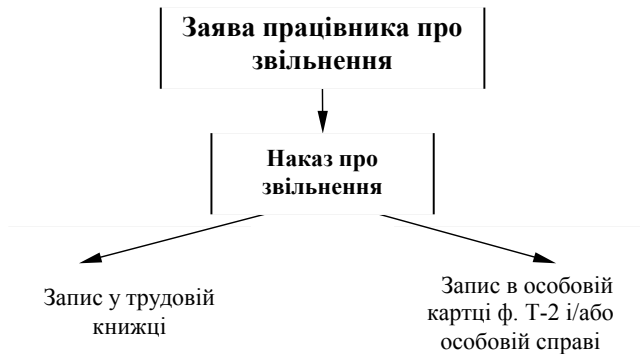 Заява працівника про
звільнення
Наказ про
звільнення
Запис у трудовій
книжці
Запис в особовій
картці ф. Т-2 і/або
особовій справі